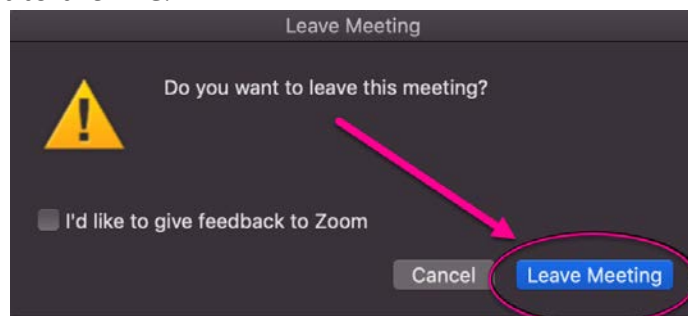 Leave Meeting
Do you want to leave this meeting?
I'd like to give feedback to Zoom
Cancel
Leave Meeting